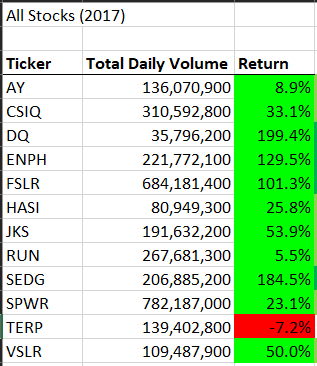 All Stocks (2017)
Ticker Total Daily Volume Return
AY 136,070,900 8.9%
CSIQ 310,592,800 33.1%
DQ 35,796,200 199.4%
ENPH 221,772,100 129.5%
FSLR 684,181,400 101.3%
HASI 80,949,300 25.8%
JKS 191,632,200 53.9%
RUN 267,681,300 5.5%
SEDG 206,885,200 184.5%
SPWR 782,187,000 23.1%
TERP 139,402,800 -7.2%
VSLR 109,487,900 50.0%